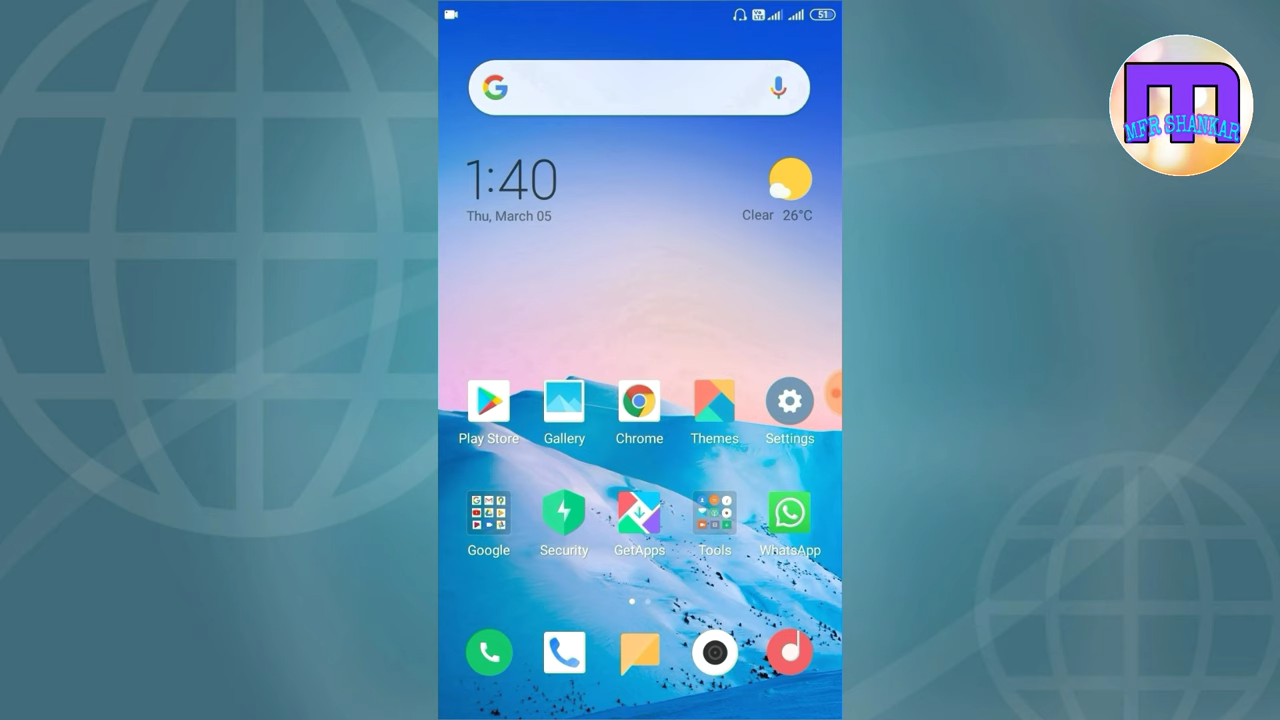 51
MFR SHANKAR
1:40
Thu, March 05
Clear 26°C
Play Store
Gallery
Chrome
Themes
Settings
Google
Security
GetApps
Tools
WhatsApp